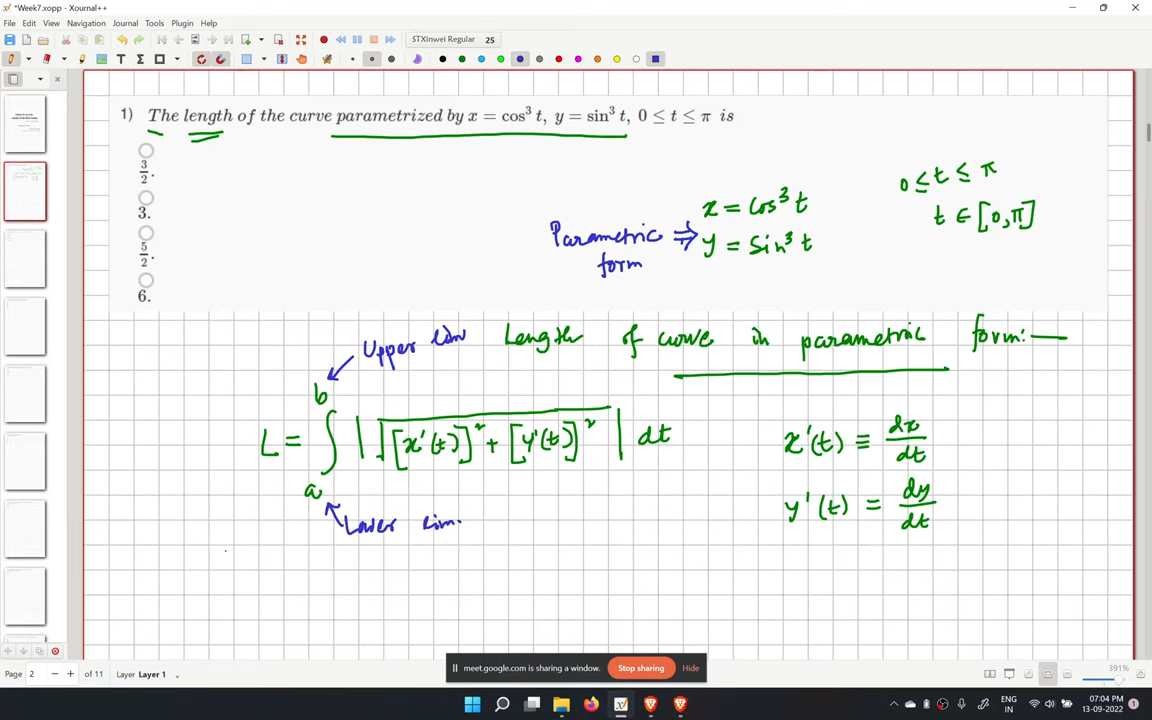 *Week7.xopp - Xournal++
File Edit View Navigation Journal Tools Plugin Help
STXinwei Regular 25
1) The length of the curve parametrized by x = cos³ t, y = sin³ t, 0 ≤ t ≤ π is
3/2.
3.
5/2.
6.
0 ≤ t ≤ π
x = cos³ t
t ∈ [0, π]
Parametric form ⇒ y = Sin³ t
Upper lim
Length of curve in parametric form:—
b
L = ∫ | √[x'(t)]² + [y'(t)]² | dt
x'(t) ≡ dx/dt
a
Lower lim.
y'(t) = dy/dt
meet.google.com is sharing a window. Stop sharing Hide
Page 2 of 11 Layer Layer 1
391%
ENG
IN
07:04 PM
13-09-2022